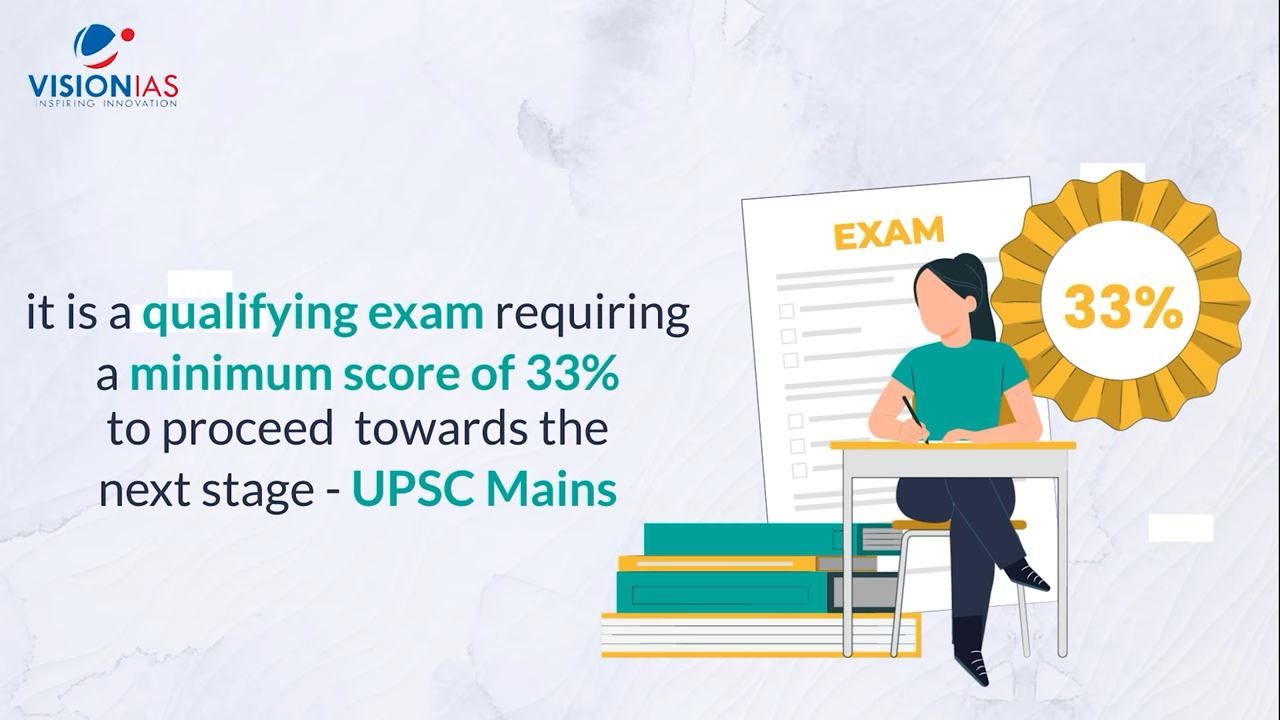 VISIONIAS
INSPIRING INNOVATION
it is a qualifying exam requiring
a minimum score of 33%
to proceed towards the
next stage - UPSC Mains
EXAM
33%